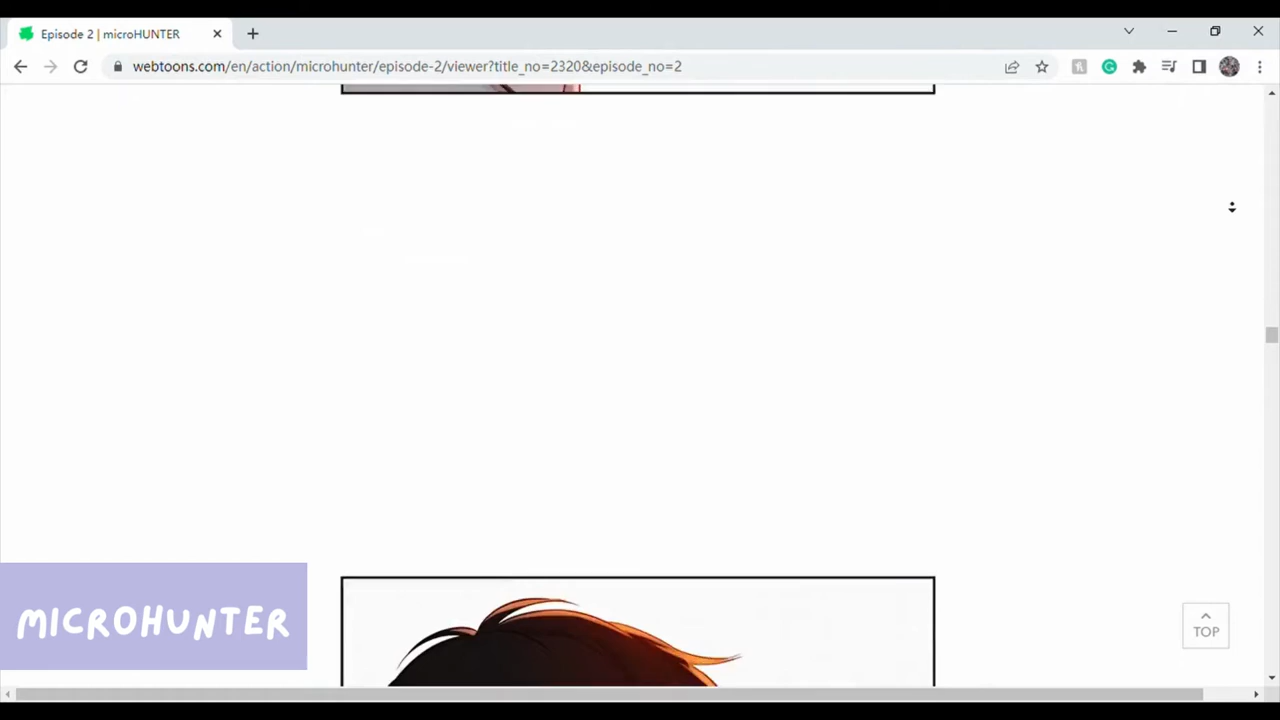 Episode 2 | microHUNTER
webtoons.com/en/action/microhunter/episode-2/viewer?title_no=2320&episode_no=2
MICROHUNTER
TOP